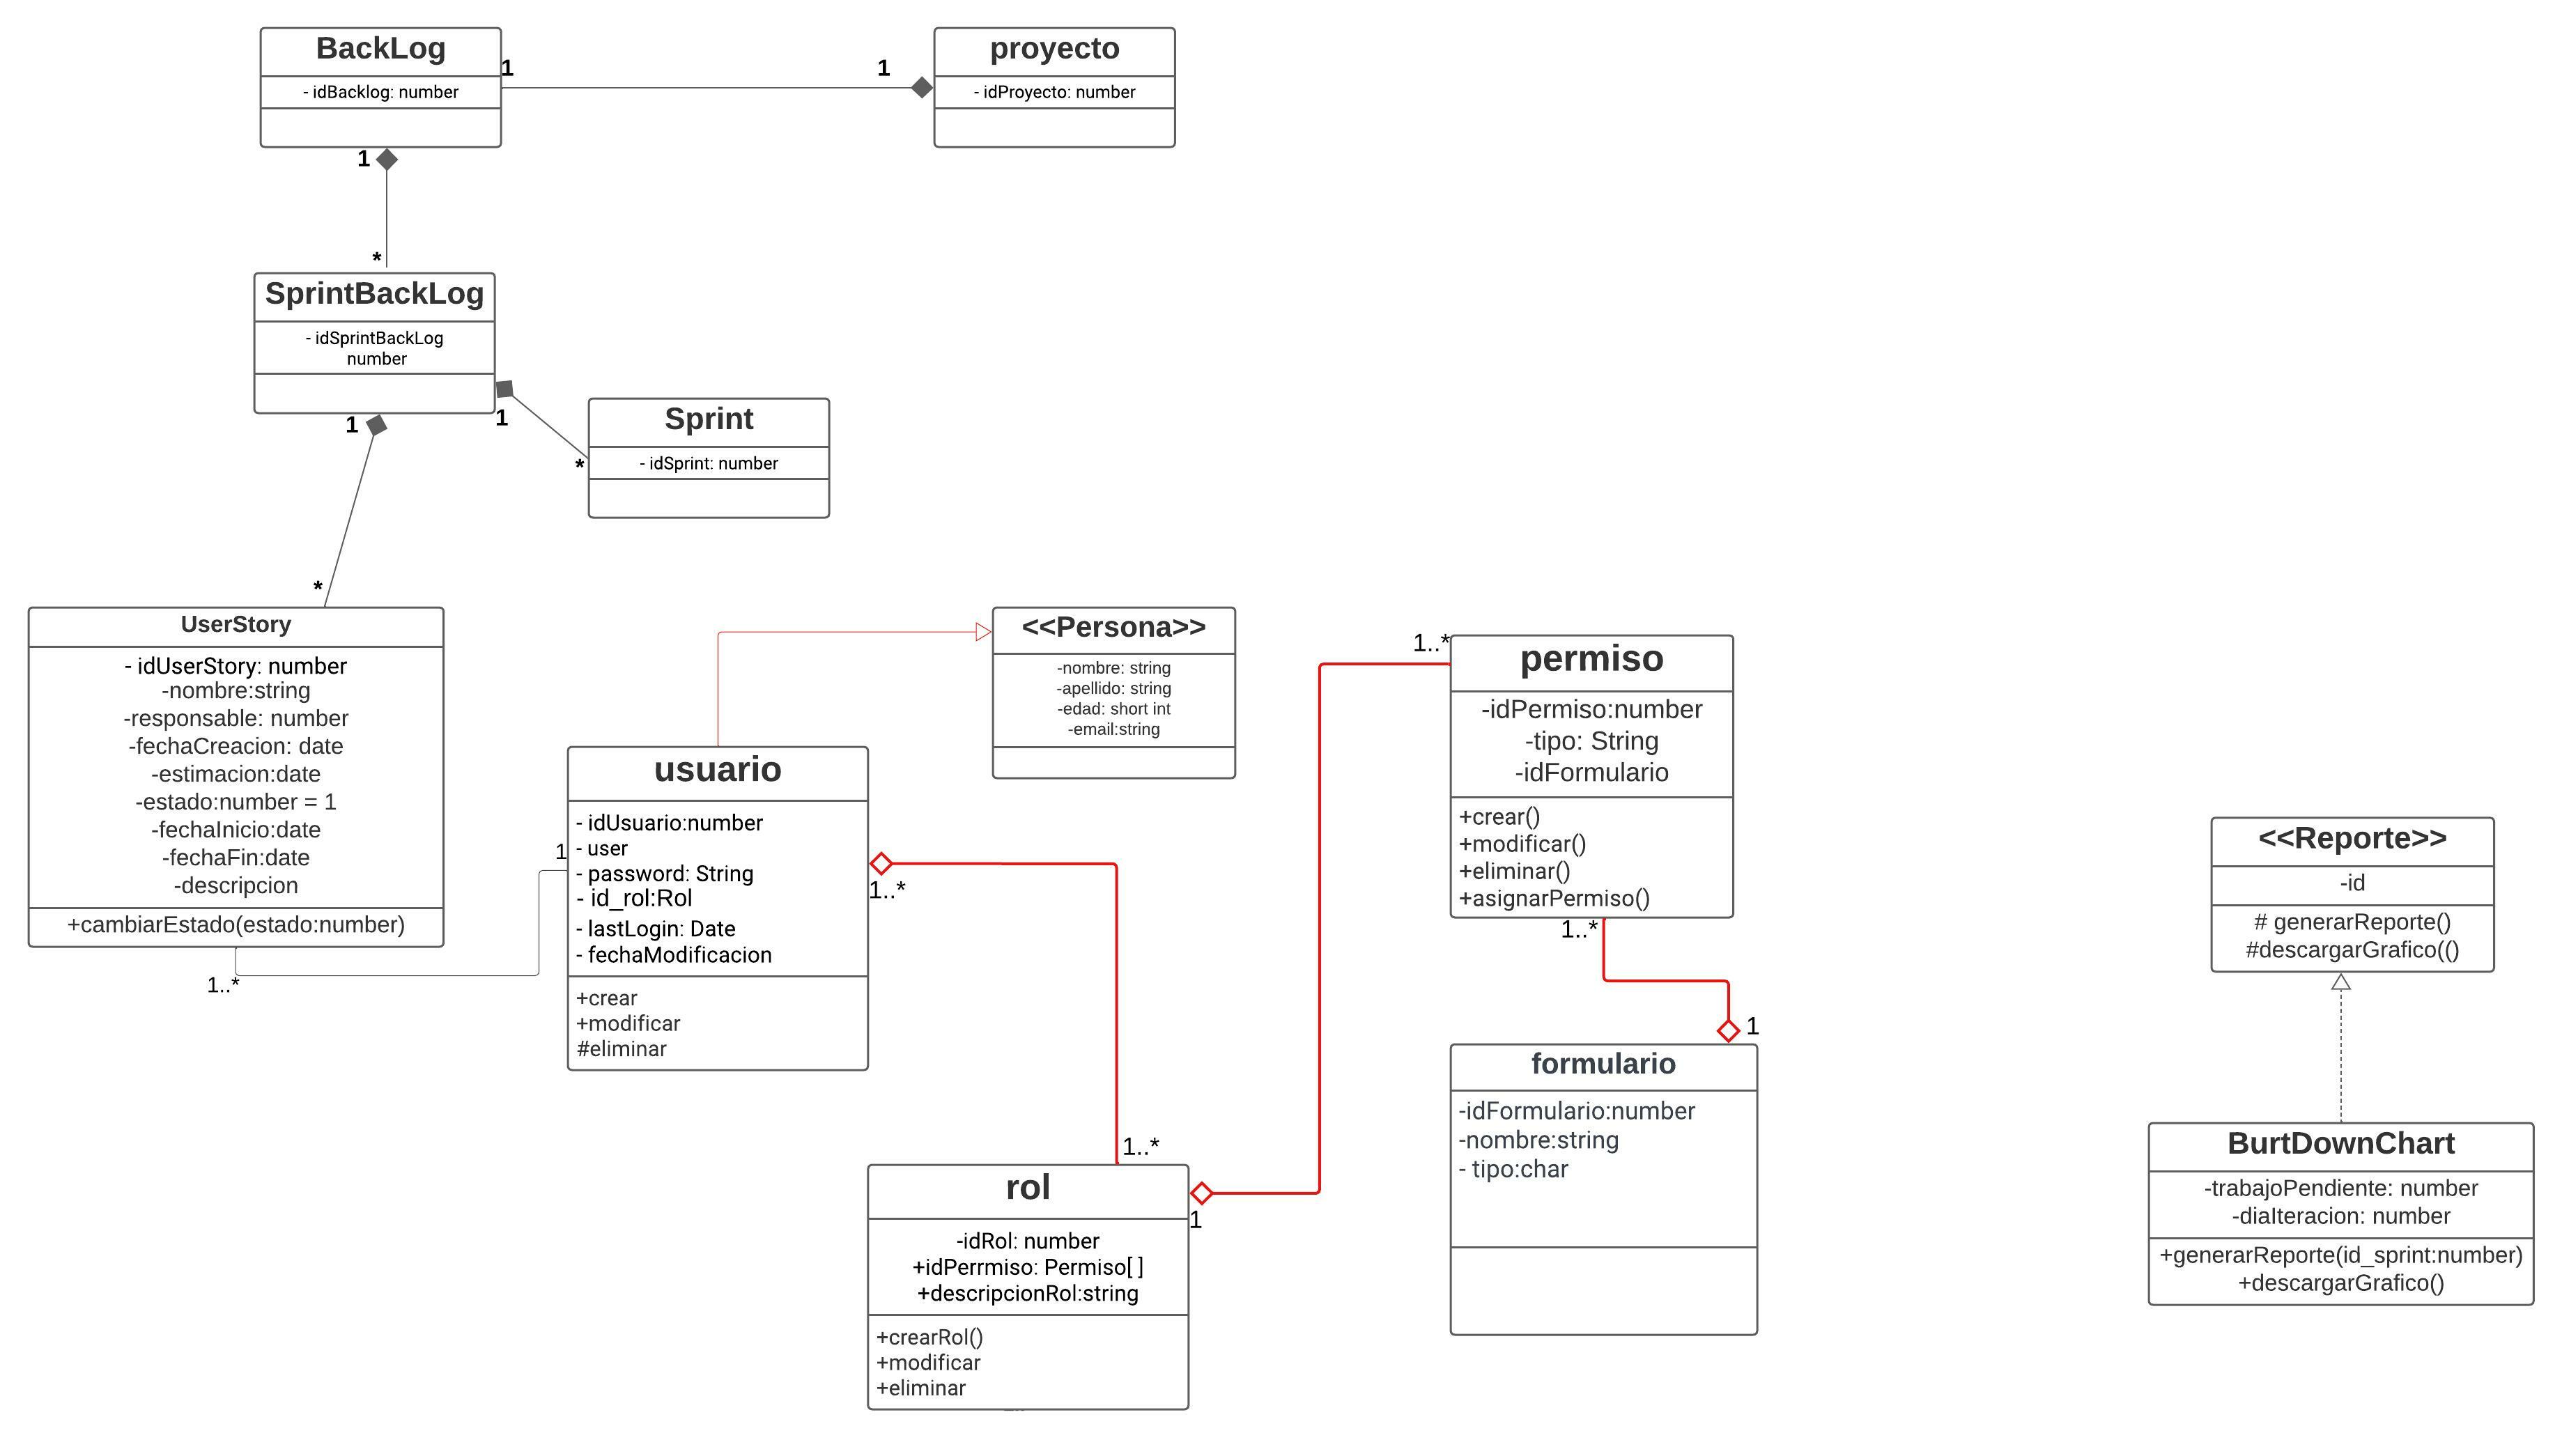 BackLog
- idBacklog: number
1
1
proyecto
- idProyecto: number
1
*
SprintBackLog
- idSprintBackLog
number
1
1
*
Sprint
- idSprint: number
*
UserStory
- idUserStory: number
-nombre:string
-responsable: number
-fechaCreacion: date
-estimacion:date
-estado:number = 1
-fechaInicio:date
-fechaFin:date
-descripcion
+cambiarEstado(estado:number)
1..*
1
usuario
- idUsuario:number
- user
- password: String
- id_rol:Rol
- lastLogin: Date
- fechaModificacion
+crear
+modificar
#eliminar
1..*
<<Persona>>
-nombre: string
-apellido: string
-edad: short int
-email:string
1..*
rol
-idRol: number
+idPerrmiso: Permiso[ ]
+descripcionRol:string
+crearRol()
+modificar
+eliminar
1
1..*
permiso
-idPermiso:number
-tipo: String
-idFormulario
+crear()
+modificar()
+eliminar()
+asignarPermiso()
1..*
1
formulario
-idFormulario:number
-nombre:string
- tipo:char
<<Reporte>>
-id
# generarReporte()
#descargarGrafico(()
BurtDownChart
-trabajoPendiente: number
-diaIteracion: number
+generarReporte(id_sprint:number)
+descargarGrafico()